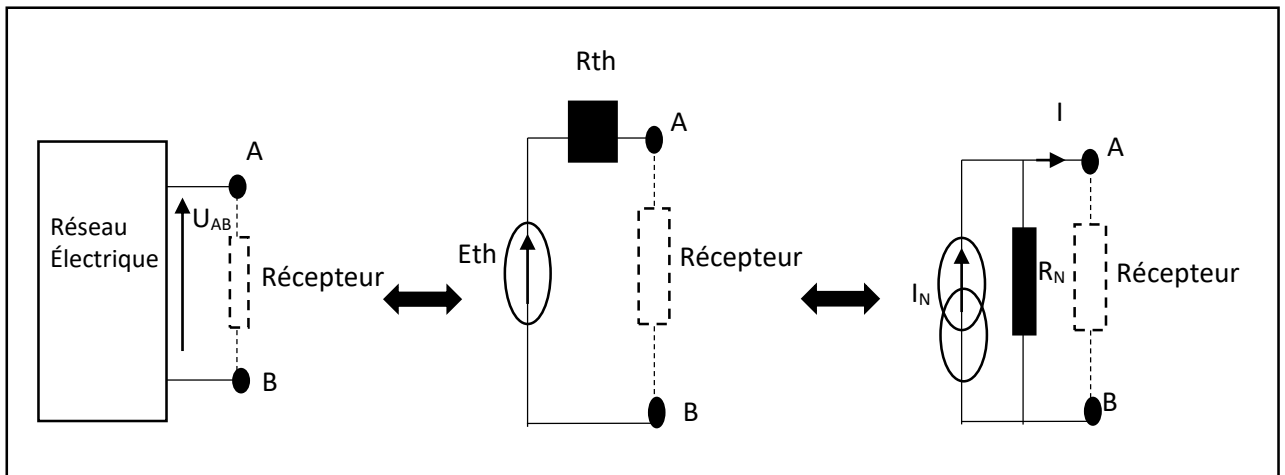 A
Réseau
Électrique
U_AB
Récepteur
B
Rth
A
Eth
Récepteur
B
I
A
I_N
R_N
Récepteur
B